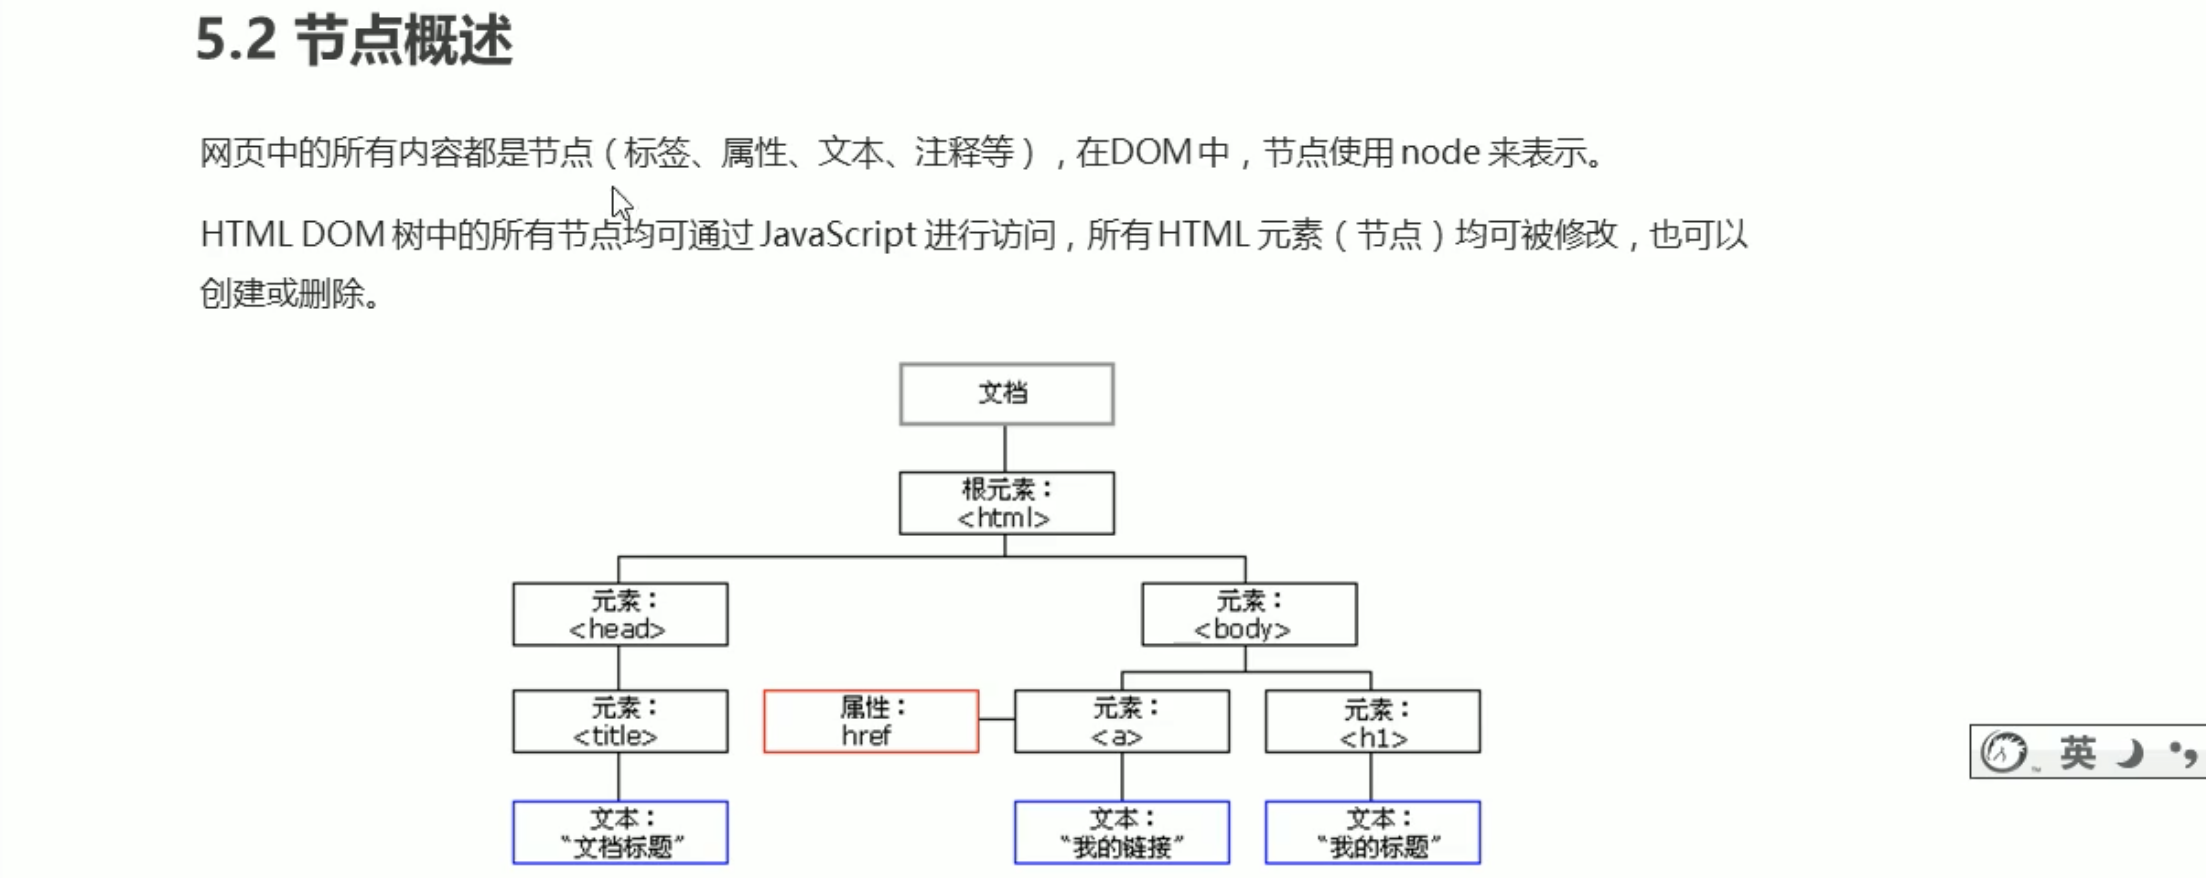 5.2 节点概述
网页中的所有内容都是节点（标签、属性、文本、注释等），在DOM 中，节点使用 node 来表示。
HTML DOM 树中的所有节点均可通过 JavaScript 进行访问，所有 HTML 元素（节点）均可被修改，也可以
创建或删除。
文档
根元素：
<html>
元素：
<head>
元素：
<body>
元素：
<title>
属性：
href
元素：
<a>
元素：
<h1>
文本：
“文档标题”
文本：
“我的链接”
文本：
“我的标题”
英